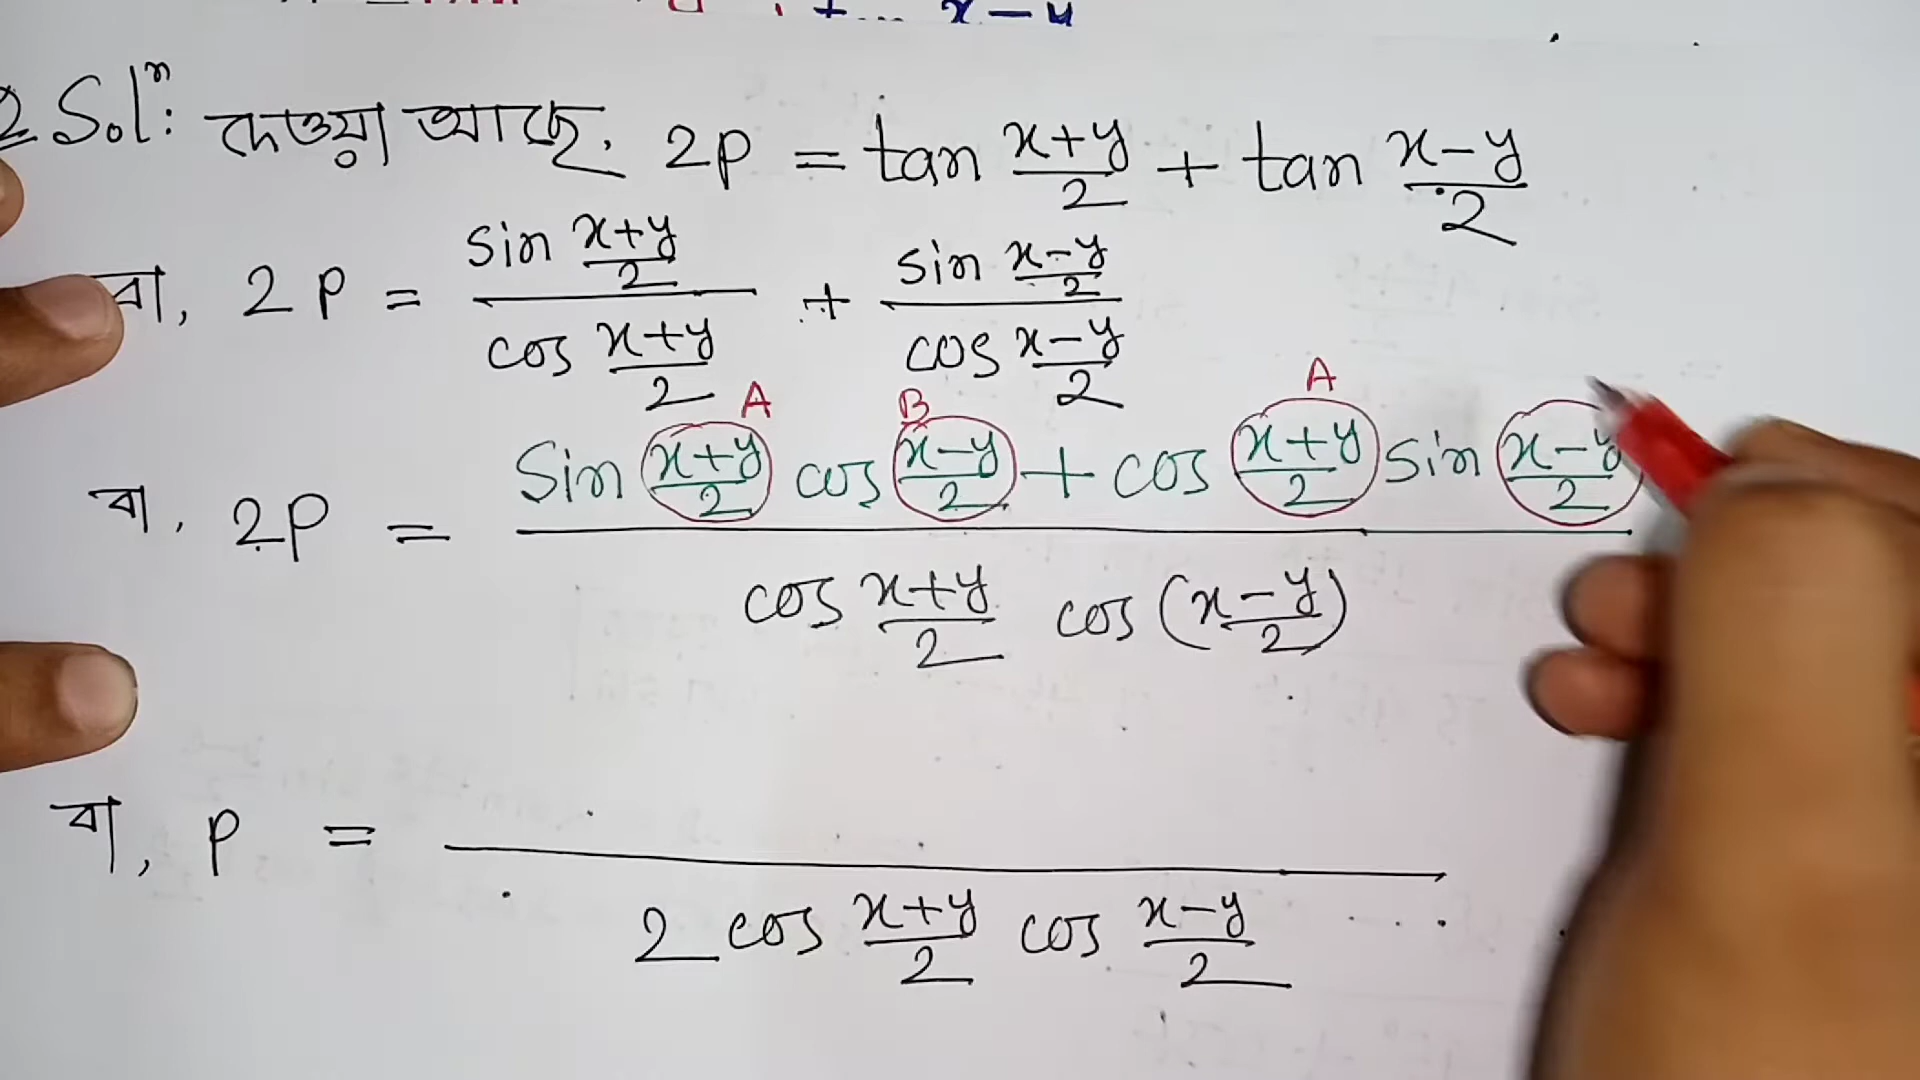 x-y
2 Solⁿ: দেওয়া আছে, 2p = tan (x+y)/2 + tan (x-y)/2
বা, 2p = (sin (x+y)/2)/(cos (x+y)/2) + (sin (x-y)/2)/(cos (x-y)/2)
A B A
বা, 2p = (sin (x+y)/2 cos (x-y)/2 + cos (x+y)/2 sin (x-y)/2)/(cos (x+y)/2 cos ((x-y)/2))
বা, p = /(2 cos (x+y)/2 cos (x-y)/2)